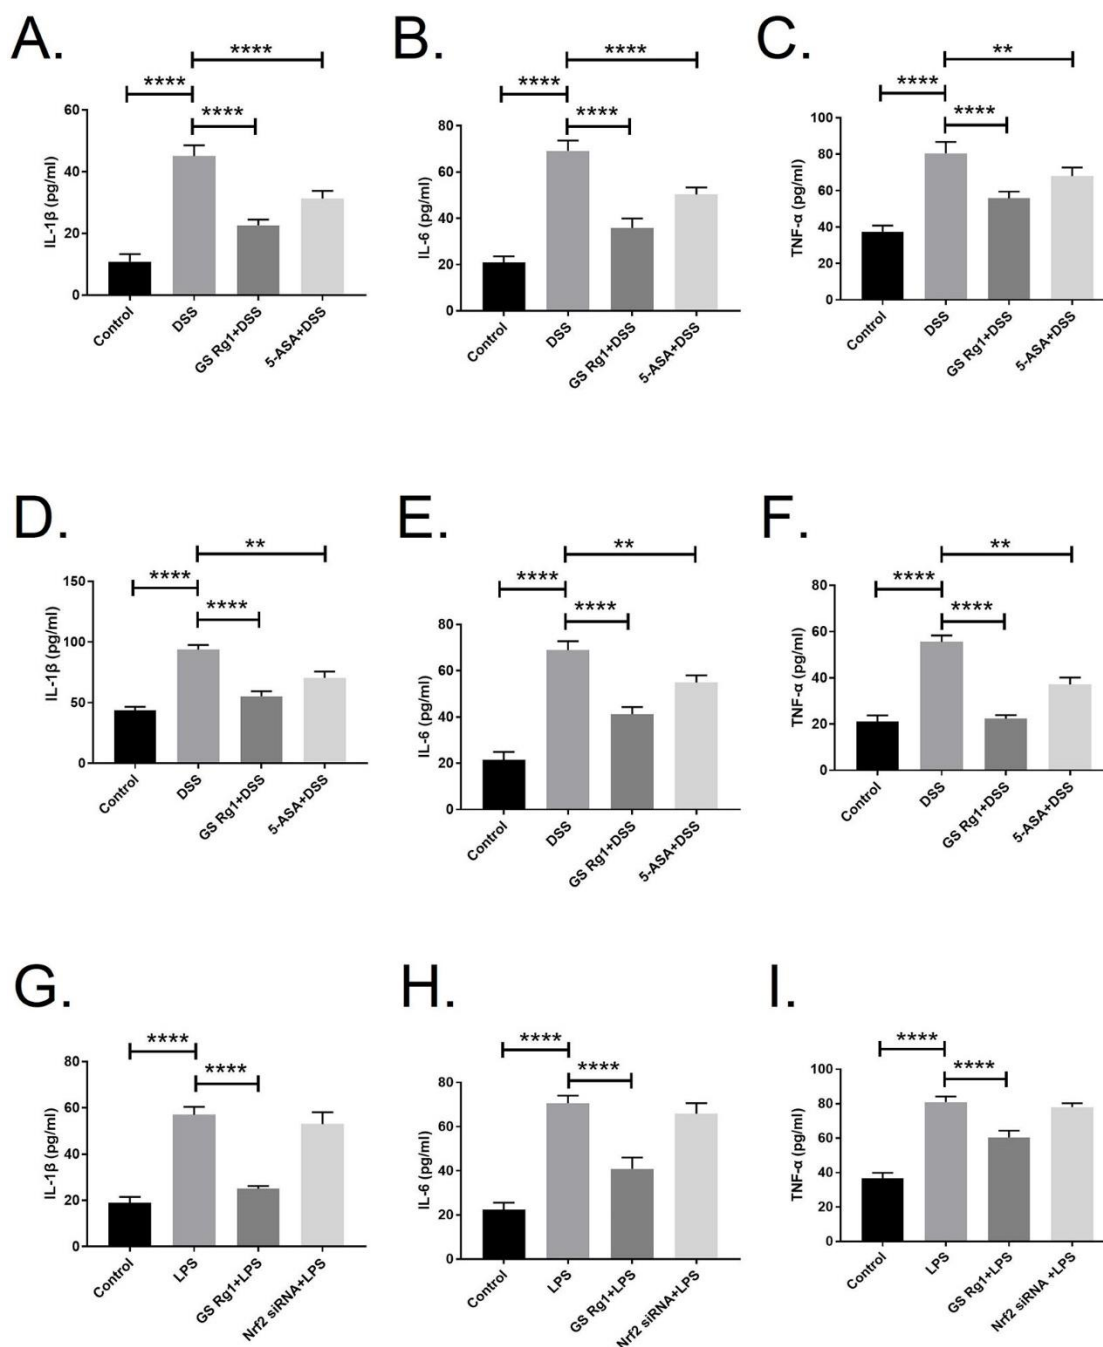 A.
****
****
****
IL-1β (pg/ml)
60
40
20
0
Control
DSS
GS Rg1+DSS
5-ASA+DSS
B.
****
****
****
IL-6 (pg/ml)
80
60
40
20
0
Control
DSS
GS Rg1+DSS
5-ASA+DSS
C.
**
****
****
TNF-α (pg/ml)
100
80
60
40
20
0
Control
DSS
GS Rg1+DSS
5-ASA+DSS
D.
**
****
****
IL-1β (pg/ml)
150
100
50
0
Control
DSS
GS Rg1+DSS
5-ASA+DSS
E.
**
****
****
IL-6 (pg/ml)
80
60
40
20
0
Control
DSS
GS Rg1+DSS
5-ASA+DSS
F.
**
****
****
TNF-α (pg/ml)
80
60
40
20
0
Control
DSS
GS Rg1+DSS
5-ASA+DSS
G.
****
****
IL-1β (pg/ml)
80
60
40
20
0
Control
LPS
GS Rg1+LPS
Nrf2 siRNA+LPS
H.
****
****
IL-6 (pg/ml)
80
60
40
20
0
Control
LPS
GS Rg1+LPS
Nrf2 siRNA+LPS
I.
****
****
TNF-α (pg/ml)
100
80
60
40
20
0
Control
LPS
GS Rg1+LPS
Nrf2 siRNA+LPS